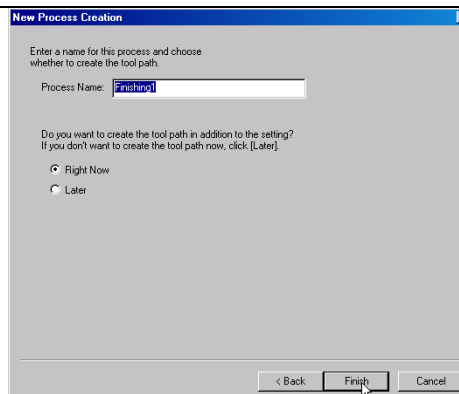 New Process Creation
Enter a name for this process and choose
whether to create the tool path.
Process Name: Finishing1
Do you want to create the tool path in addition to the setting?
If you don't want to create the tool path now, click [Later].
Right Now
Later
< Back Finish Cancel